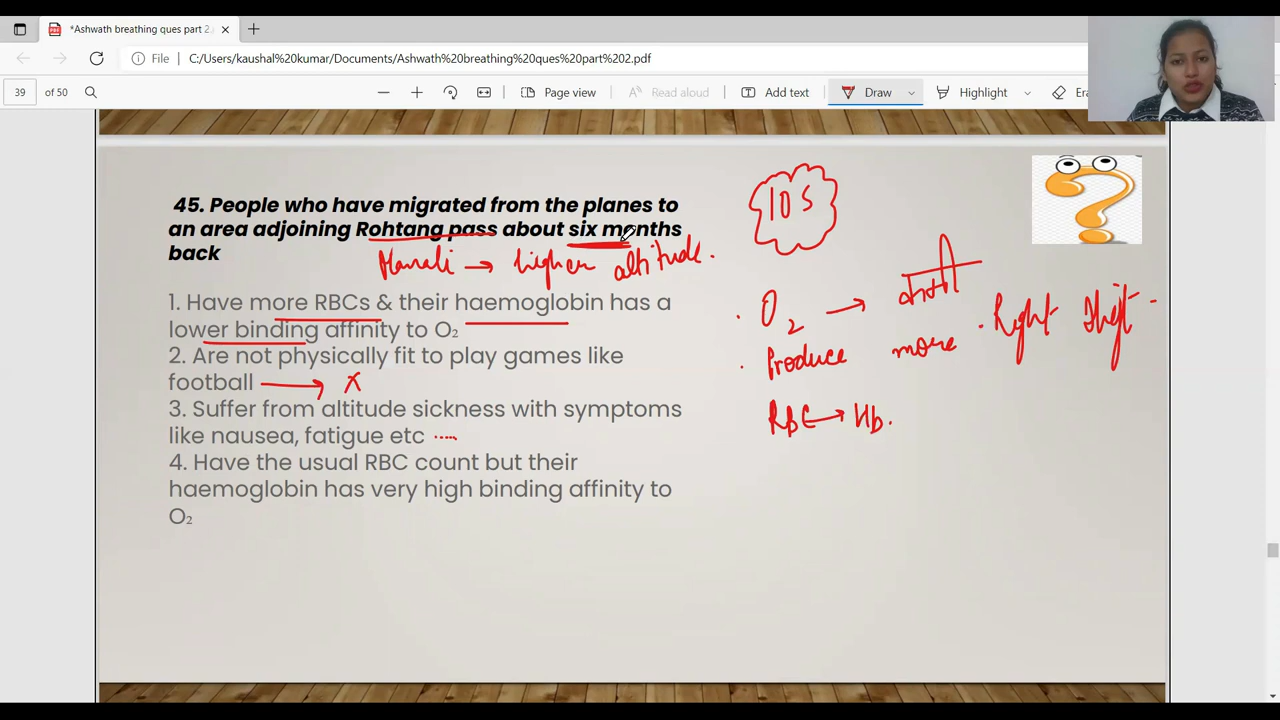 *Ashwath breathing ques part 2.
File C:/Users/kaushal%20kumar/Documents/Ashwath%20breathing%20ques%20part%202.pdf
39 of 50 Page view Read aloud Add text Draw Highlight Era
45. People who have migrated from the planes to
an area adjoining Rohtang pass about six months
back
Manali → higher altitude.
10 S
1. Have more RBCs & their haemoglobin has a
lower binding affinity to O₂
2. Are not physically fit to play games like
football → X
3. Suffer from altitude sickness with symptoms
like nausea, fatigue etc .....
4. Have the usual RBC count but their
haemoglobin has very high binding affinity to
O₂
. O₂ →
. Right Shift -
. Produce more
RBC → Hb.